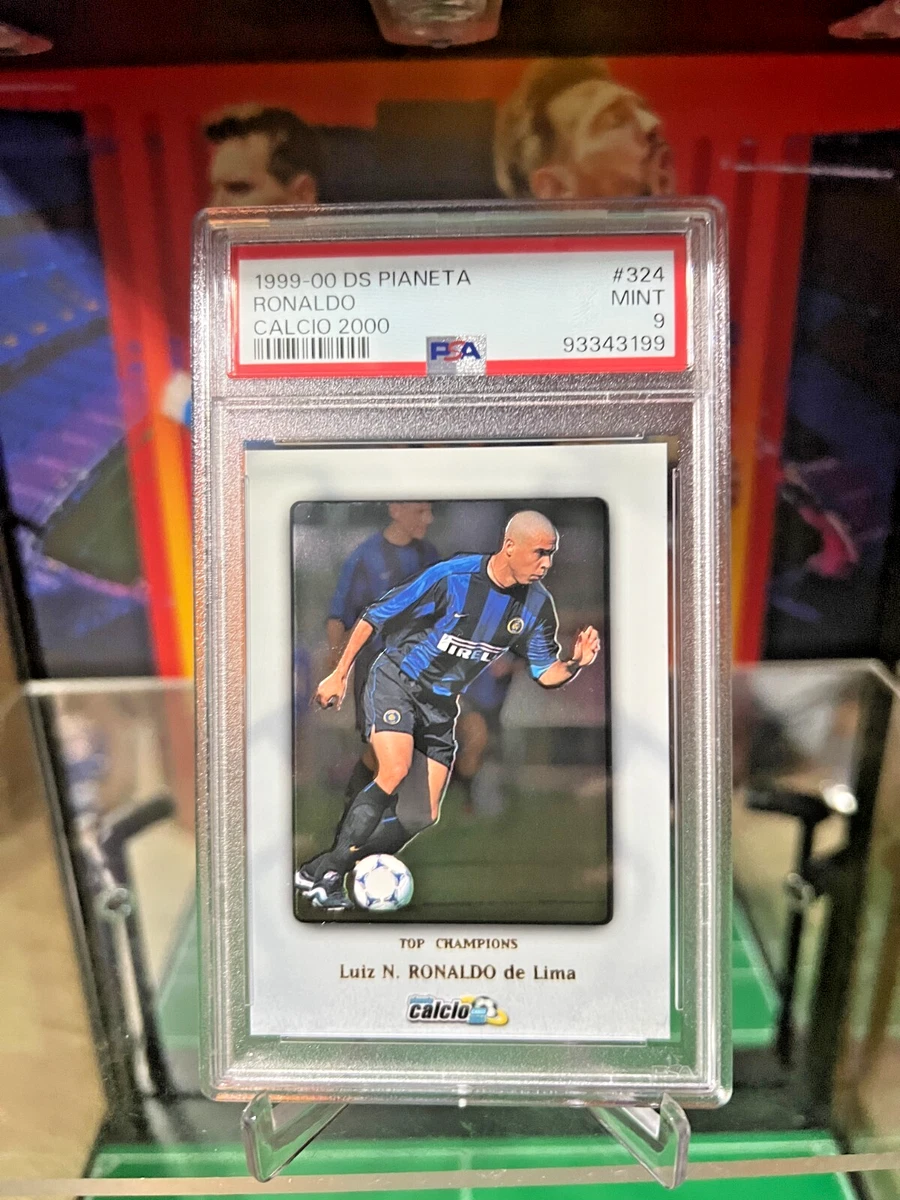 1999-00 DS PIANETA #324
RONALDO MINT
CALCIO 2000 9
PSA 93343199
PIRELLI
TOP CHAMPIONS
Luiz N. RONALDO de Lima
calcio